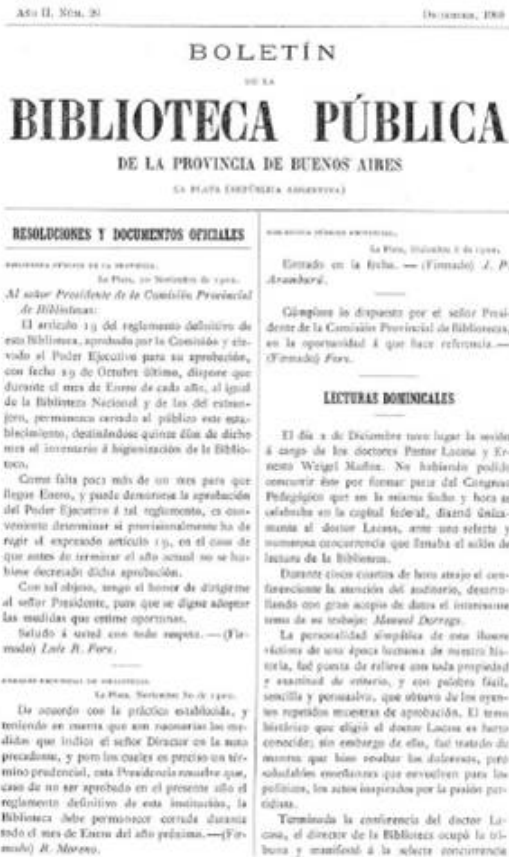 Año II. Núm. 20
Diciembre, 1900
BOLETÍN
DE LA
BIBLIOTECA PÚBLICA
DE LA PROVINCIA DE BUENOS AIRES
LA PLATA (REPÚBLICA ARGENTINA)
RESOLUCIONES Y DOCUMENTOS OFICIALES
BIBLIOTECA PÚBLICA DE LA PROVINCIA.
La Plata, 20 Noviembre de 1900.
Al señor Presidente de la Comisión Provincial
de Bibliotecas:
El artículo 19 del reglamento definitivo de
esta Biblioteca, aprobado por la Comisión y ele-
vado al Poder Ejecutivo para su aprobación,
con fecha 29 de Octubre último, dispone que
durante el mes de Enero de cada año, al igual
de la Biblioteca Nacional y de las del extran-
jero, permanezca cerrado al público este esta-
blecimiento, destinándose quince días de dicho
mes al inventario é higienización de la Biblio-
teca.
Como falta poco más de un mes para que
llegue Enero, y puede demorarse la aprobación
del Poder Ejecutivo á tal reglamento, es con-
veniente determinar si provisionalmente ha de
regir el expresado artículo 19, en el caso de
que antes de terminar el año actual no se hu-
biese decretado dicha aprobación.
Con tal objeto, tengo el honor de dirigirme
al señor Presidente, para que se digne adoptar
las medidas que estime oportunas.
Saludo á usted con todo respeto. — (Fir-
mado) Luis R. Fors.
La Plata, Noviembre 30 de 1900.
De acuerdo con la práctica establecida, y
teniendo en cuenta que son necesarias las me-
didas que indica el señor Director en la nota
precedente, y para las cuales es preciso un tér-
mino prudencial, esta Presidencia resuelve que,
caso de no ser aprobado en el presente año el
reglamento definitivo de esta institución, la
Biblioteca debe permanecer cerrada durante
todo el mes de Enero del año próximo. — (Fir-
mado) R. Moreno.
BIBLIOTECA PÚBLICA PROVINCIAL.
La Plata, Diciembre 1 de 1900.
Entrado en la fecha. — (Firmado) J. P.
Aramburú.
Cúmplase lo dispuesto por el señor Presi-
dente de la Comisión Provincial de Bibliotecas,
en la oportunidad á que hace referencia. —
(Firmado) Fors.
LECTURAS DOMINICALES
El día 2 de Diciembre tuvo lugar la sesión
á cargo de los doctores Pastor Lacasa y Er-
nesto Weigel Muñoz. No habiendo podido
concurrir éste por formar parte del Congreso
Pedagógico que en la misma fecha y hora se
celebraba en la capital federal, disertó única-
mente el doctor Lacasa, ante una selecta y
numerosa concurrencia que llenaba el salón de
lectura de la Biblioteca.
Durante cinco cuartos de hora atrajo el con-
ferenciante la atención del auditorio, desarro-
llando con gran acopio de datos el interesante
tema de su trabajo: Manuel Dorrego.
La personalidad simpática de esta ilustre
víctima de una época luctuosa de nuestra his-
toria, fué puesta de relieve con toda propiedad
y exactitud de criterio, y con palabra fácil,
sencilla y persuasiva, que obtuvo de los oyen-
tes repetidas muestras de aprobación. El tema
histórico que eligió el doctor Lacasa es harto
conocido; sin embargo de ello, fué tratado de
manera que hizo resaltar las dolorosas, pero
saludables enseñanzas que envuelven para los
políticos, los actos inspirados por la pasión par-
tidista.
Terminada la conferencia del doctor La-
casa, el director de la Biblioteca ocupó la tri-
buna y manifestó á la selecta concurrencia